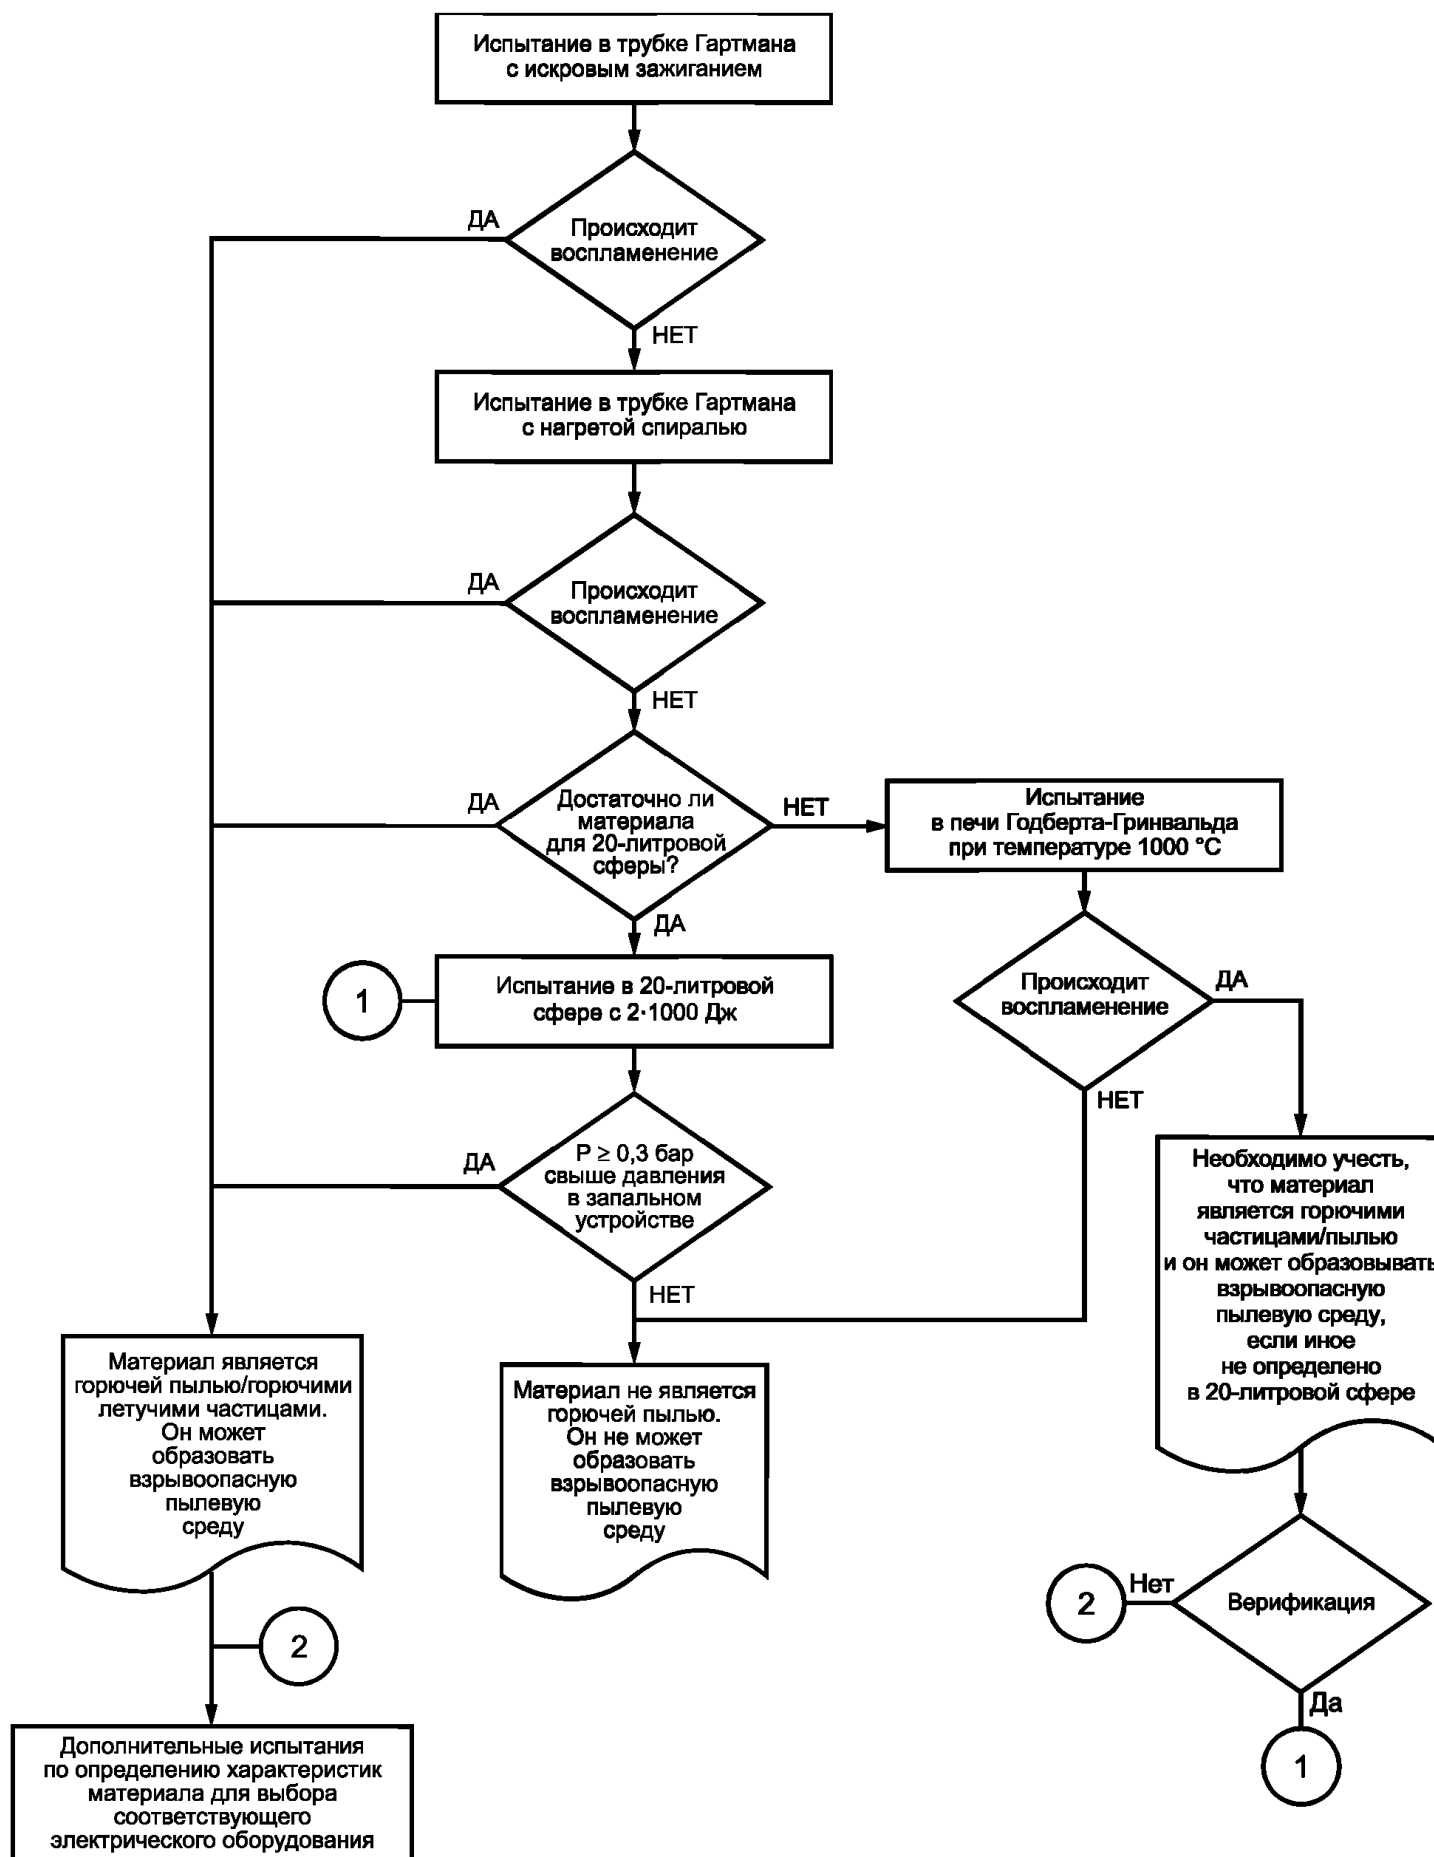 Испытание в трубке Гартмана
с искровым зажиганием
ДА
Происходит
воспламенение
НЕТ
Испытание в трубке Гартмана
с нагретой спиралью
ДА
Происходит
воспламенение
НЕТ
ДА
Достаточно ли
материала
для 20-литровой
сферы?
НЕТ
Испытание
в печи Годберта-Гринвальда
при температуре 1000 °С
ДА
1
Испытание в 20-литровой
сфере с 2·1000 Дж
Происходит
воспламенение
ДА
НЕТ
ДА
P ≥ 0,3 бар
свыше давления
в запальном
устройстве
НЕТ
Необходимо учесть,
что материал
является горючими
частицами/пылью
и он может образовывать
взрывоопасную
пылевую среду,
если иное
не определено
в 20-литровой сфере
Материал является
горючей пылью/горючими
летучими частицами.
Он может
образовать
взрывоопасную
пылевую
среду
Материал не является
горючей пылью.
Он не может
образовать
взрывоопасную
пылевую
среду
2
Нет
Верификация
2
Да
1
Дополнительные испытания
по определению характеристик
материала для выбора
соответствующего
электрического оборудования